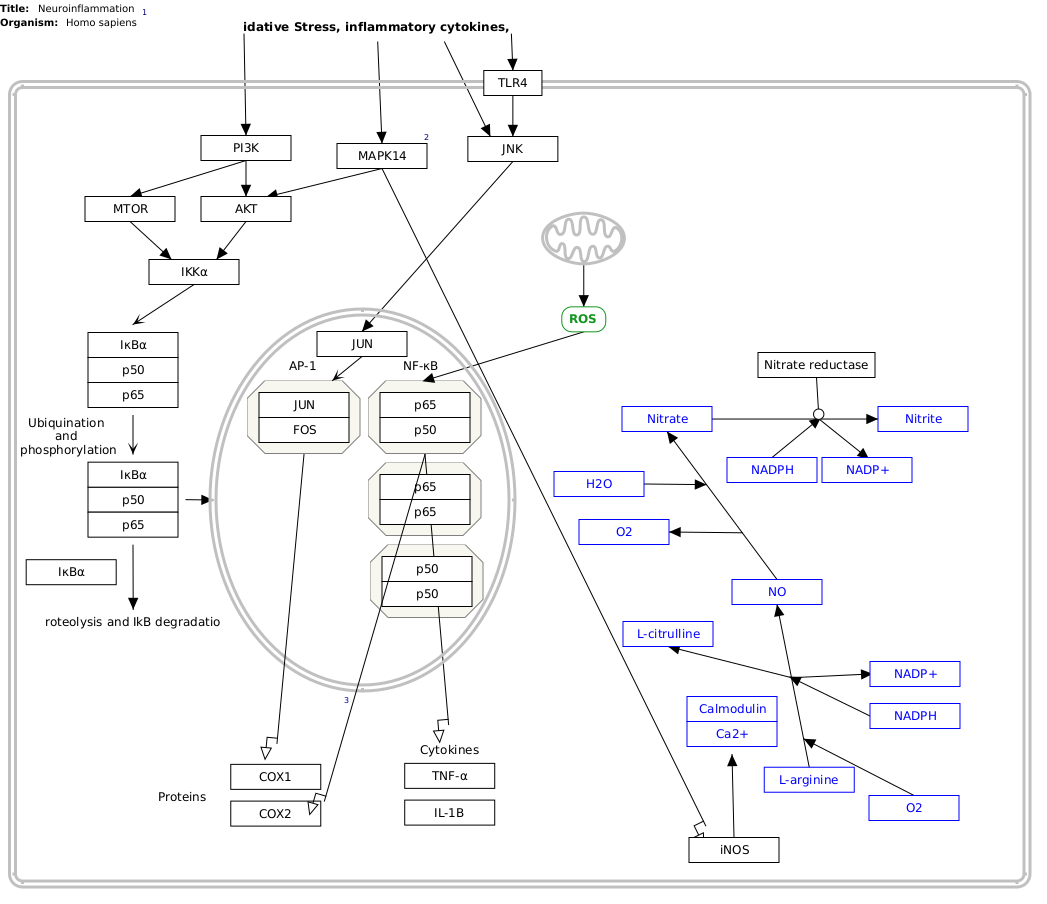 Title: Neuroinflammation 1
Organism: Homo sapiens
idative Stress, inflammatory cytokines,
TLR4
PI3K
MAPK14
2
JNK
MTOR
AKT
IKKα
ROS
IκBα
p50
p65
JUN
AP-1
NF-κB
JUN
FOS
p65
p50
Nitrate reductase
Nitrate
Nitrite
NADPH
NADP+
Ubiquination
and
phosphorylation
IκBα
p50
p65
p65
p65
H2O
O2
IκBα
p50
p50
NO
roteolysis and IkB degradatio
L-citrulline
NADP+
NADPH
Calmodulin
Ca2+
3
Cytokines
L-arginine
O2
Proteins
COX1
COX2
TNF-α
IL-1B
iNOS